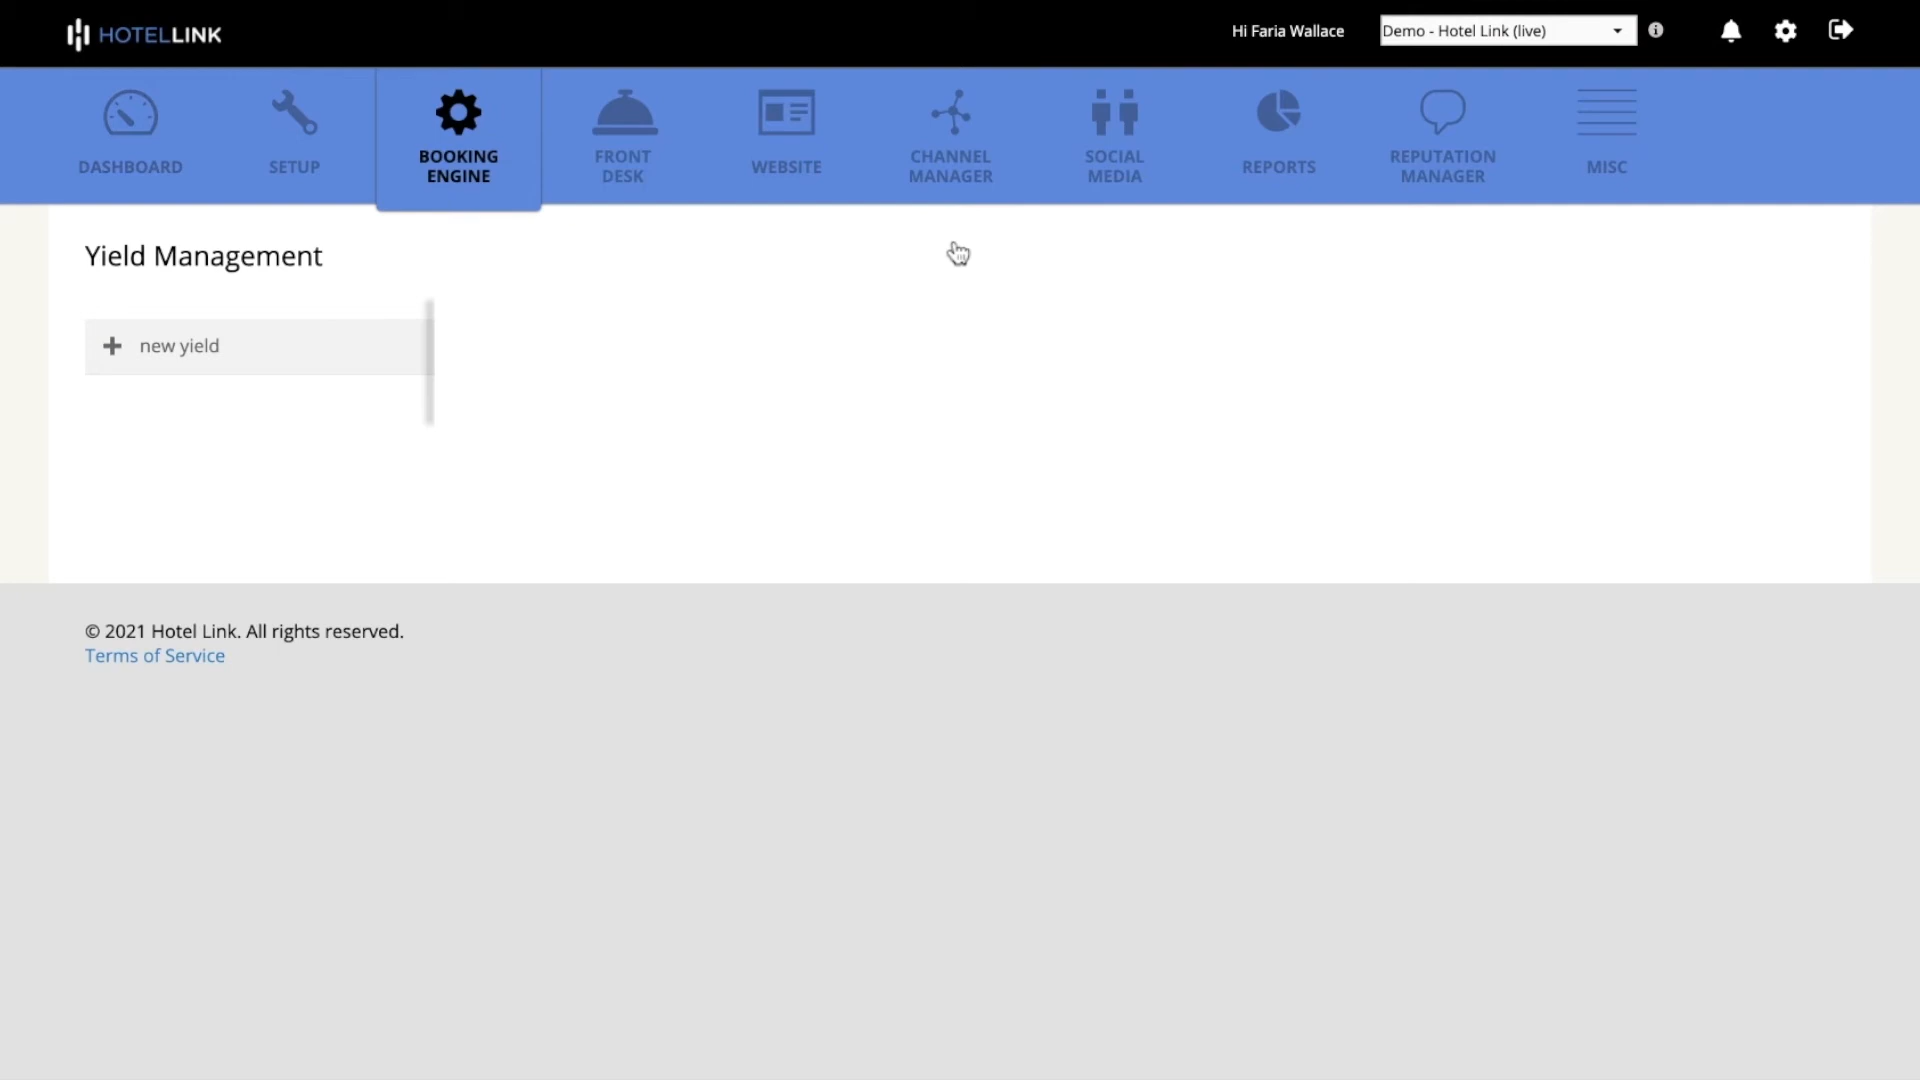 HOTELLINK
Hi Faria Wallace
Demo - Hotel Link (live)
DASHBOARD
SETUP
BOOKING
ENGINE
FRONT
DESK
WEBSITE
CHANNEL
MANAGER
SOCIAL
MEDIA
REPORTS
REPUTATION
MANAGER
MISC
Yield Management
new yield
© 2021 Hotel Link. All rights reserved.
Terms of Service